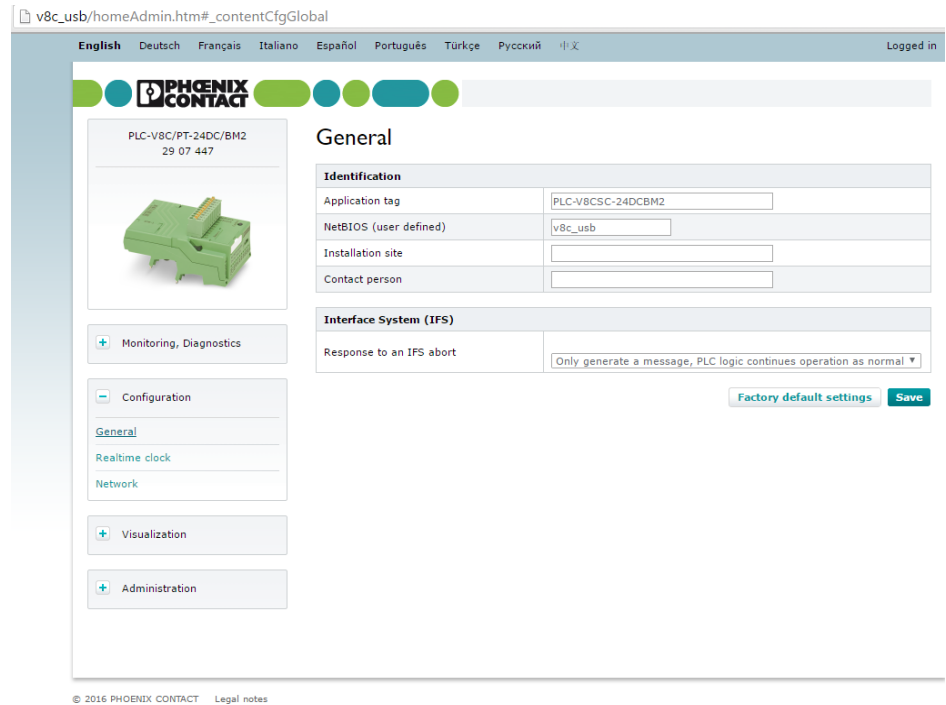 v8c_usb/homeAdmin.htm#_contentCfgGlobal
English Deutsch Français Italiano Español Português Türkçe Русский 中文 Logged in
PHŒNIX
CONTACT
PLC-V8C/PT-24DC/BM2
29 07 447
General
Identification
Application tag PLC-V8CSC-24DCBM2
NetBIOS (user defined) v8c_usb
Installation site
Contact person
Interface System (IFS)
Response to an IFS abort Only generate a message, PLC logic continues operation as normal
Factory default settings Save
Monitoring, Diagnostics
Configuration
General
Realtime clock
Network
Visualization
Administration
© 2016 PHOENIX CONTACT Legal notes